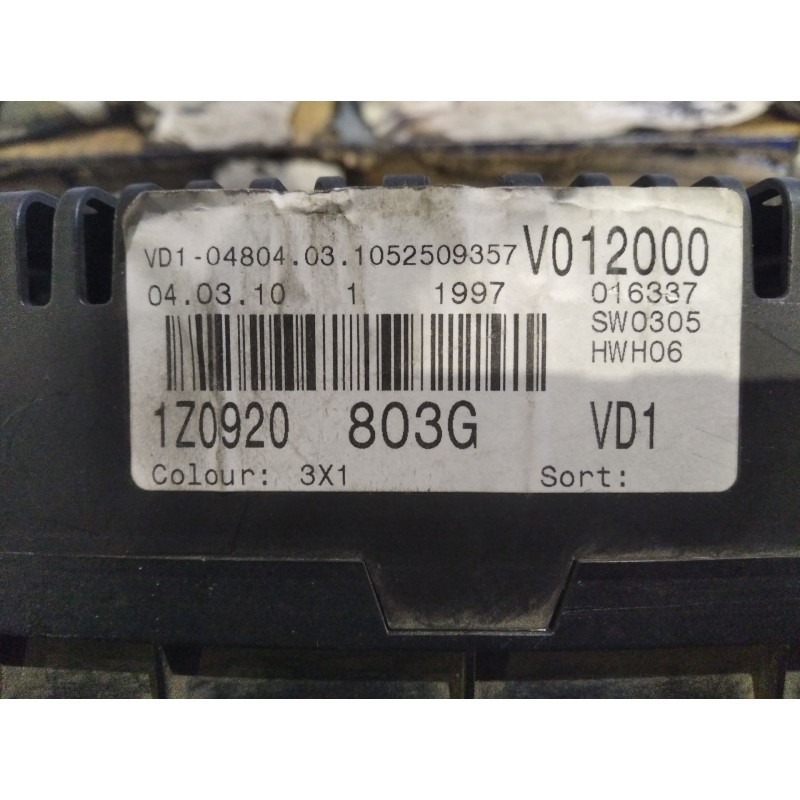 VD1-04804.03.1052509357 V012000
04.03.10 1 1997 016337
SW0305
HWH06
1Z0920 803G VD1
Colour: 3X1 Sort: